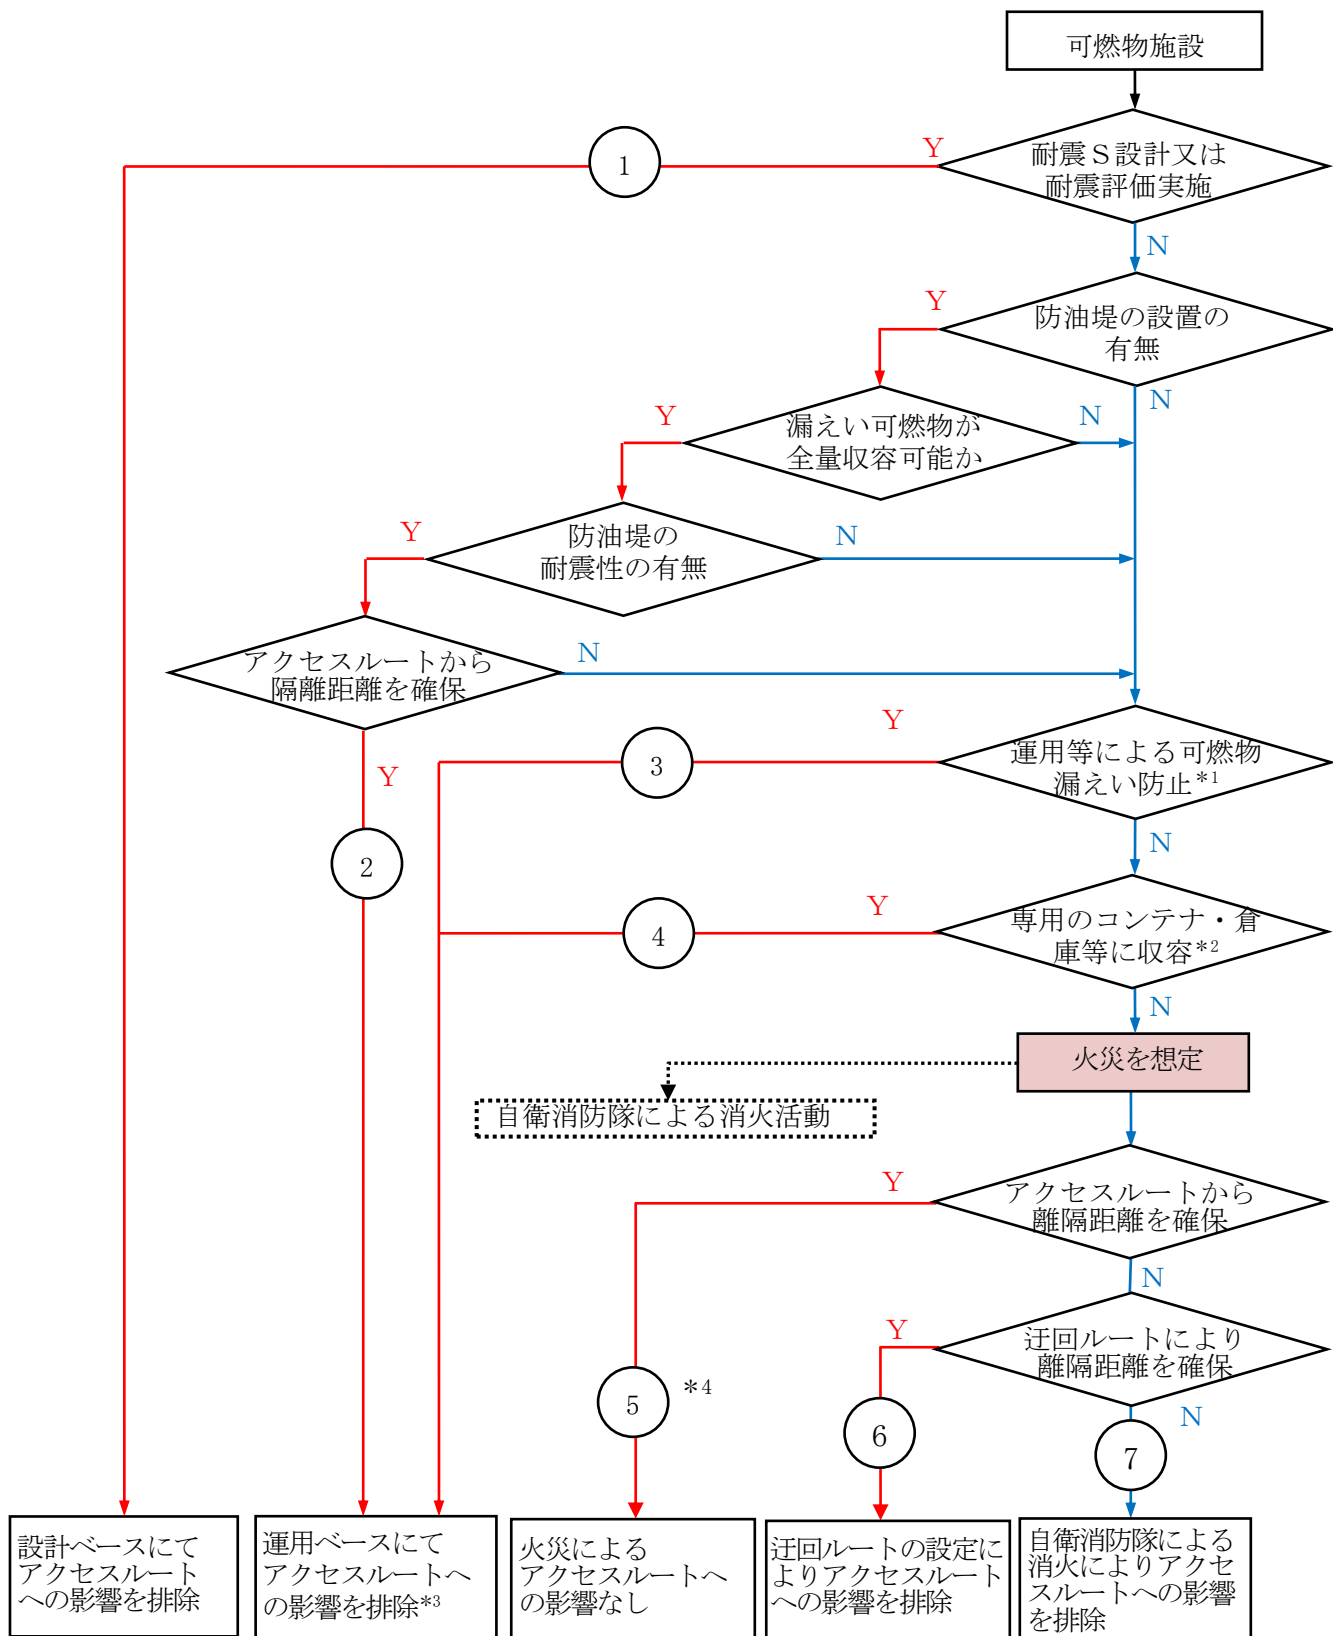 可燃物施設
Y
耐震Ｓ設計又は
耐震評価実施
1
N
Y
防油堤の設置の
有無
N
Y
漏えい可燃物が
全量収容可能か
N
Y
防油堤の
耐震性の有無
N
アクセスルートから
隔離距離を確保
N
Y
2
Y
運用等による可燃物
漏えい防止*1
3
N
Y
専用のコンテナ・倉
庫等に収容*2
4
N
火災を想定
自衛消防隊による消火活動
Y
アクセスルートから
離隔距離を確保
N
Y
迂回ルートにより
離隔距離を確保
N
5
*4
6
7
設計ベースにて
アクセスルート
への影響を排除
運用ベースにて
アクセスルートへ
の影響を排除*3
火災による
アクセスルートへ
の影響なし
迂回ルートの設定に
よりアクセスルート
への影響を排除
自衛消防隊による
消火によりアクセ
スルートへの影響
を排除